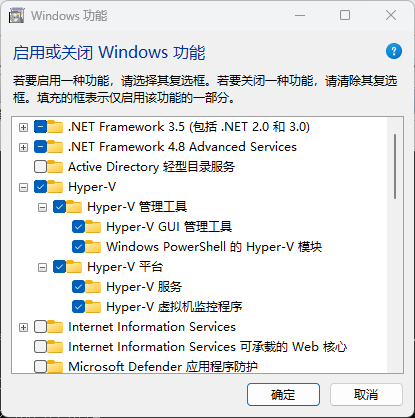 Windows 功能
启用或关闭 Windows 功能
若要启用一种功能，请选择其复选框。若要关闭一种功能，请清除其复选
框。填充的框表示仅启用该功能的一部分。
.NET Framework 3.5 (包括 .NET 2.0 和 3.0)
.NET Framework 4.8 Advanced Services
Active Directory 轻型目录服务
Hyper-V
Hyper-V 管理工具
Hyper-V GUI 管理工具
Windows PowerShell 的 Hyper-V 模块
Hyper-V 平台
Hyper-V 服务
Hyper-V 虚拟机监控程序
Internet Information Services
Internet Information Services 可承载的 Web 核心
Microsoft Defender 应用程序防护
确定
取消